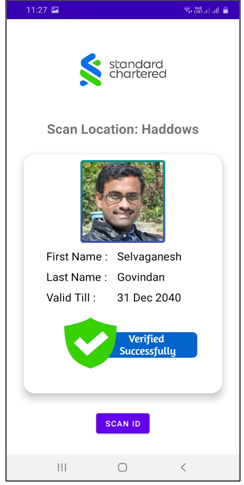 11:27
standard
chartered
Scan Location: Haddows
First Name : Selvaganesh
Last Name : Govindan
Valid Till : 31 Dec 2040
Verified
Successfully
SCAN ID